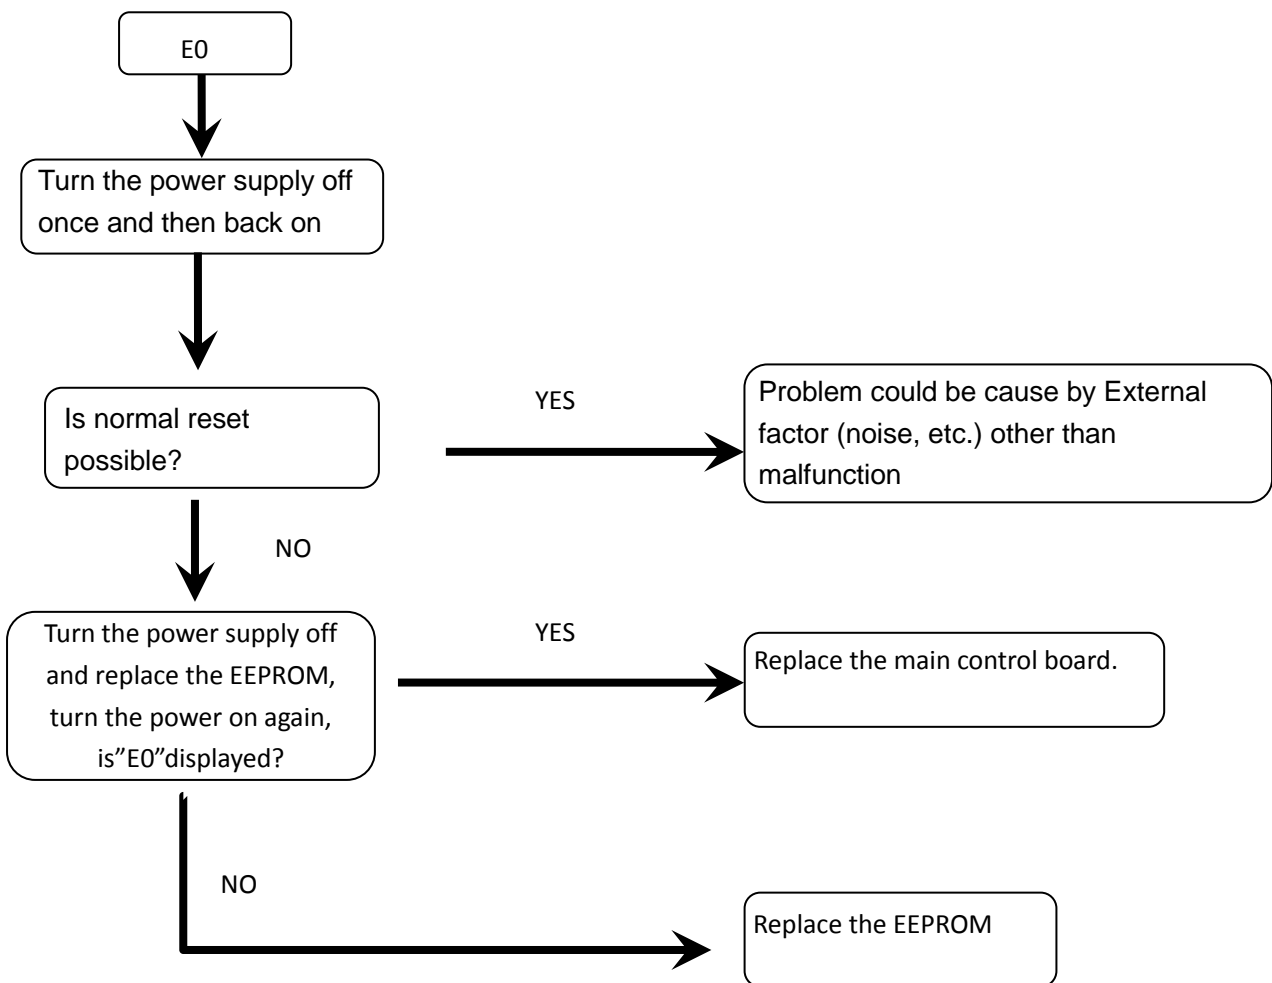 E0
Turn the power supply off
once and then back on
Is normal reset
possible?
YES
Problem could be cause by External
factor (noise, etc.) other than
malfunction
NO
Turn the power supply off
and replace the EEPROM,
turn the power on again,
is”E0”displayed?
YES
Replace the main control board.
NO
Replace the EEPROM